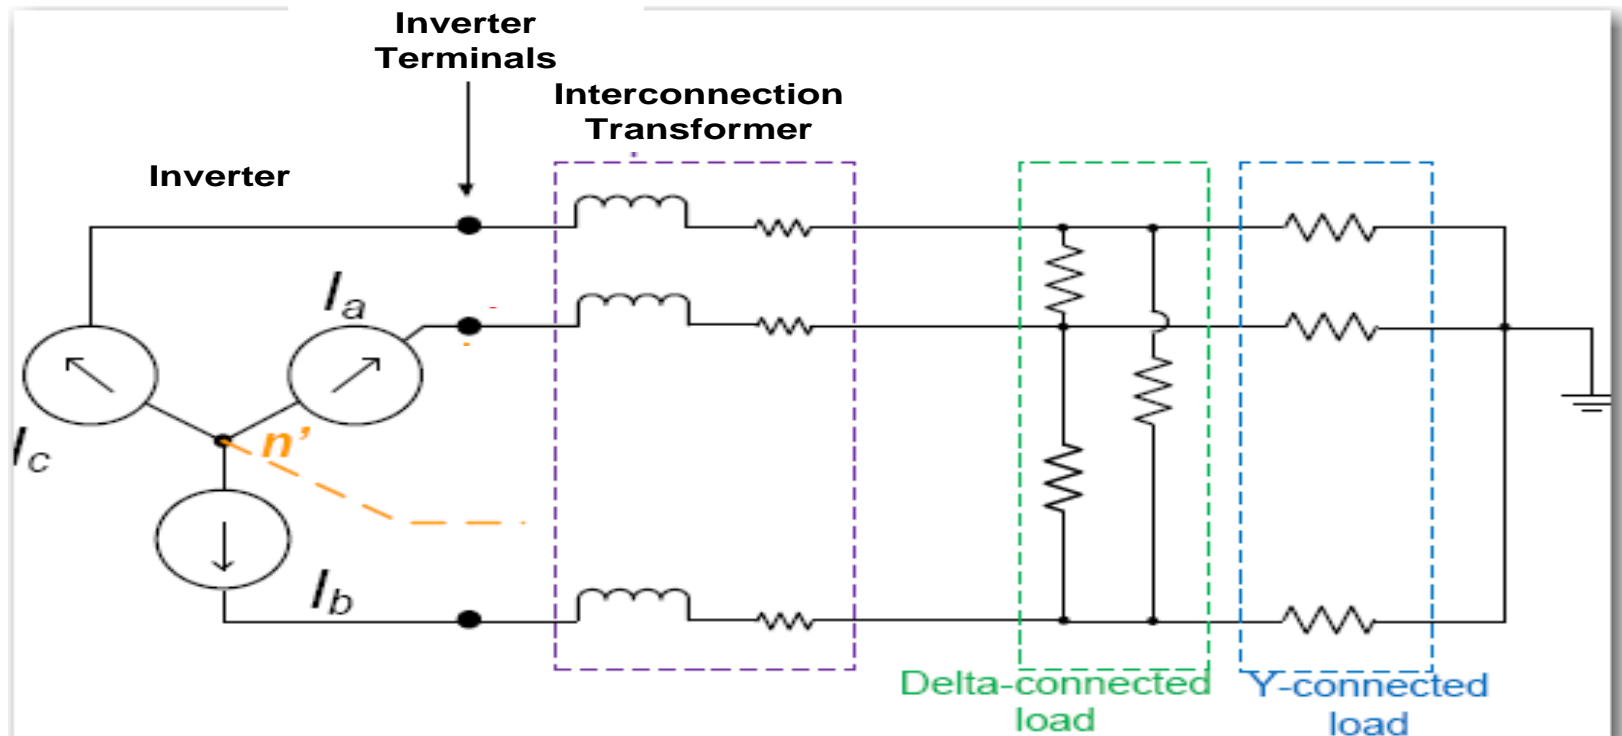 Inverter
Terminals
Interconnection
Transformer
Inverter
Ia
Ic
n’
Ib
Delta-connected
load
Y-connected
load